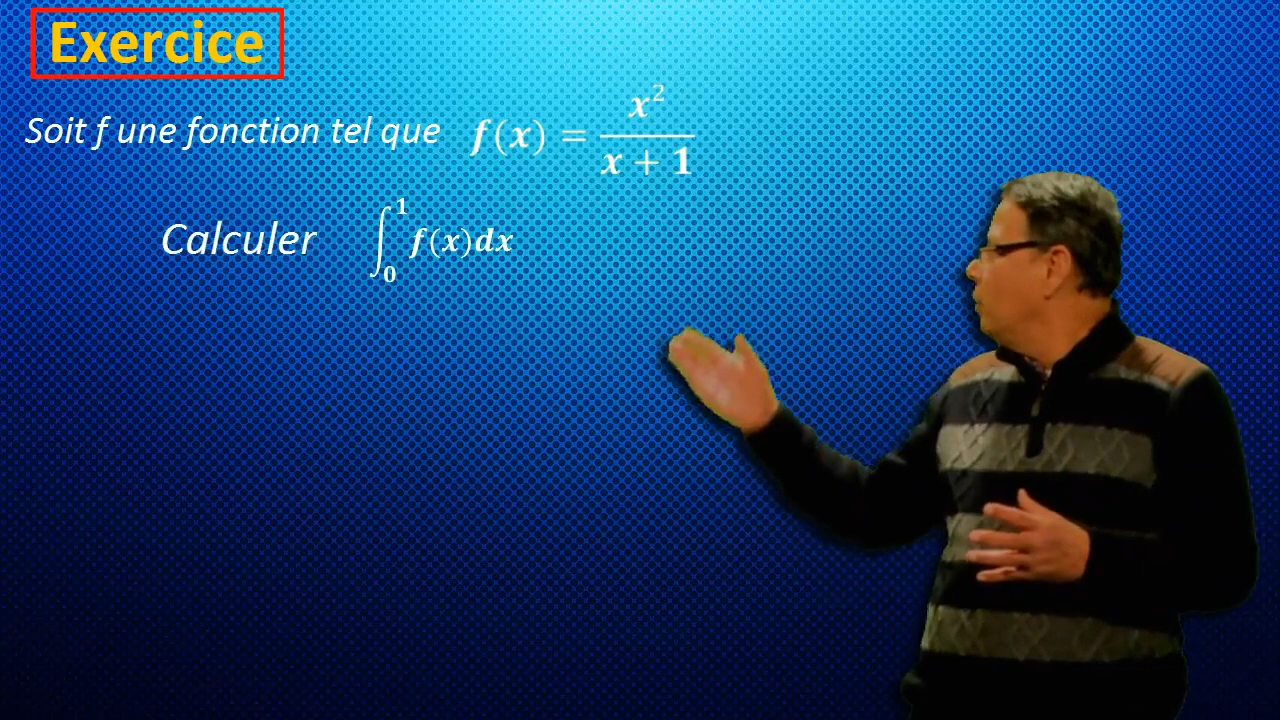 Exercice
Soit f une fonction tel que f(x) = x²/(x + 1)
Calculer ∫₀¹ f(x)dx